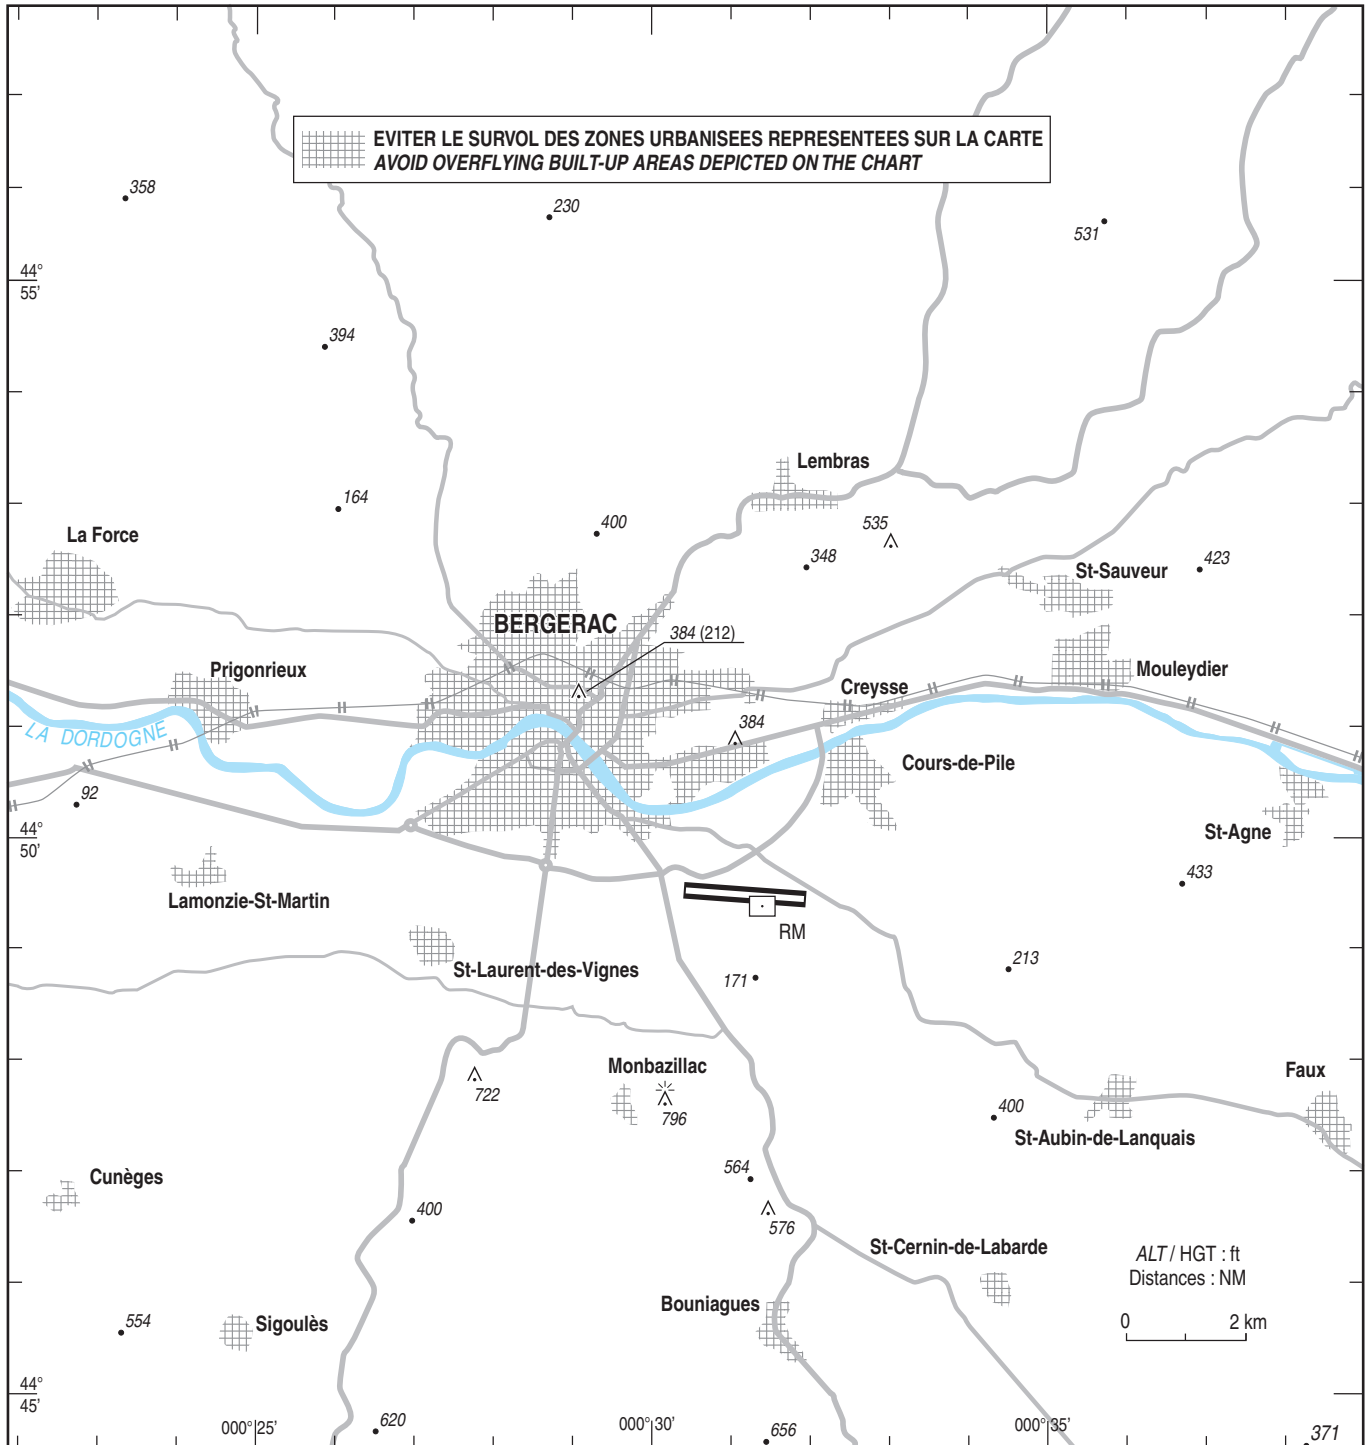 EVITER LE SURVOL DES ZONES URBANISEES REPRESENTEES SUR LA CARTE
AVOID OVERFLYING BUILT-UP AREAS DEPICTED ON THE CHART
358
230
531
44°
55'
394
Lembras
164
400
535
La Force
348
423
St-Sauveur
BERGERAC
384 (212)
Prigonrieux
Mouleydier
Creysse
LA DORDOGNE
384
Cours-de-Pile
92
44°
50'
St-Agne
433
Lamonzie-St-Martin
RM
St-Laurent-des-Vignes
213
171
Monbazillac
Faux
722
796
400
St-Aubin-de-Lanquais
564
Cunèges
400
576
St-Cernin-de-Labarde
ALT / HGT : ft
Distances : NM
Bouniagues
554
Sigoulès
0
2 km
44°
45'
000° 25'
620
000° 30'
656
000° 35'
371